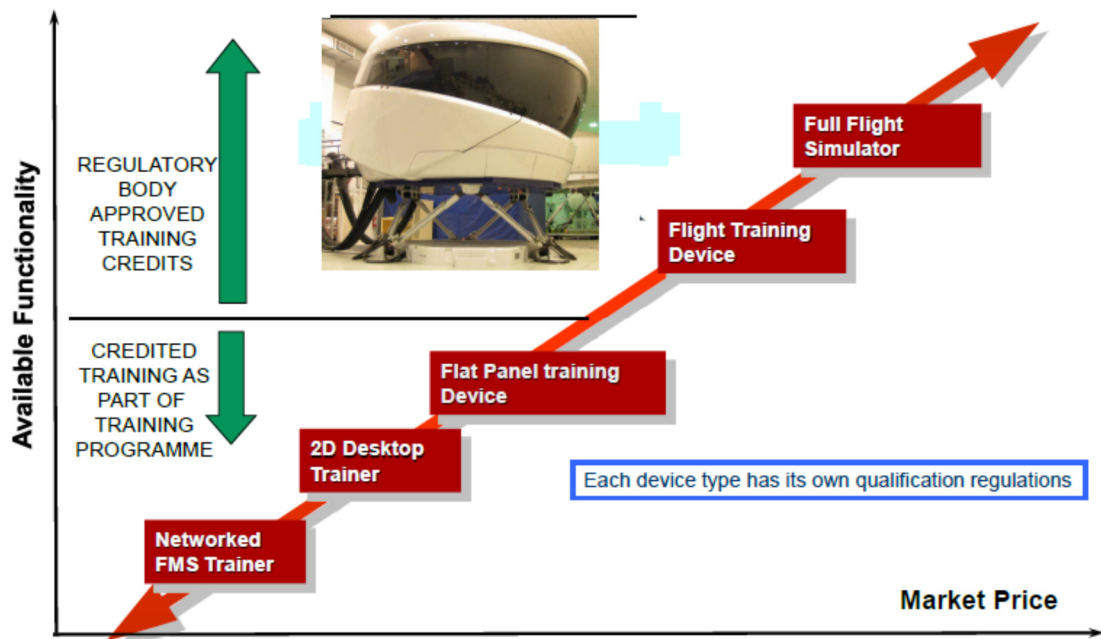 Available Functionality
REGULATORY
BODY
APPROVED
TRAINING
CREDITS
CREDITED
TRAINING AS
PART OF
TRAINING
PROGRAMME
Full Flight
Simulator
Flight Training
Device
Flat Panel training
Device
2D Desktop
Trainer
Networked
FMS Trainer
Each device type has its own qualification regulations
Market Price